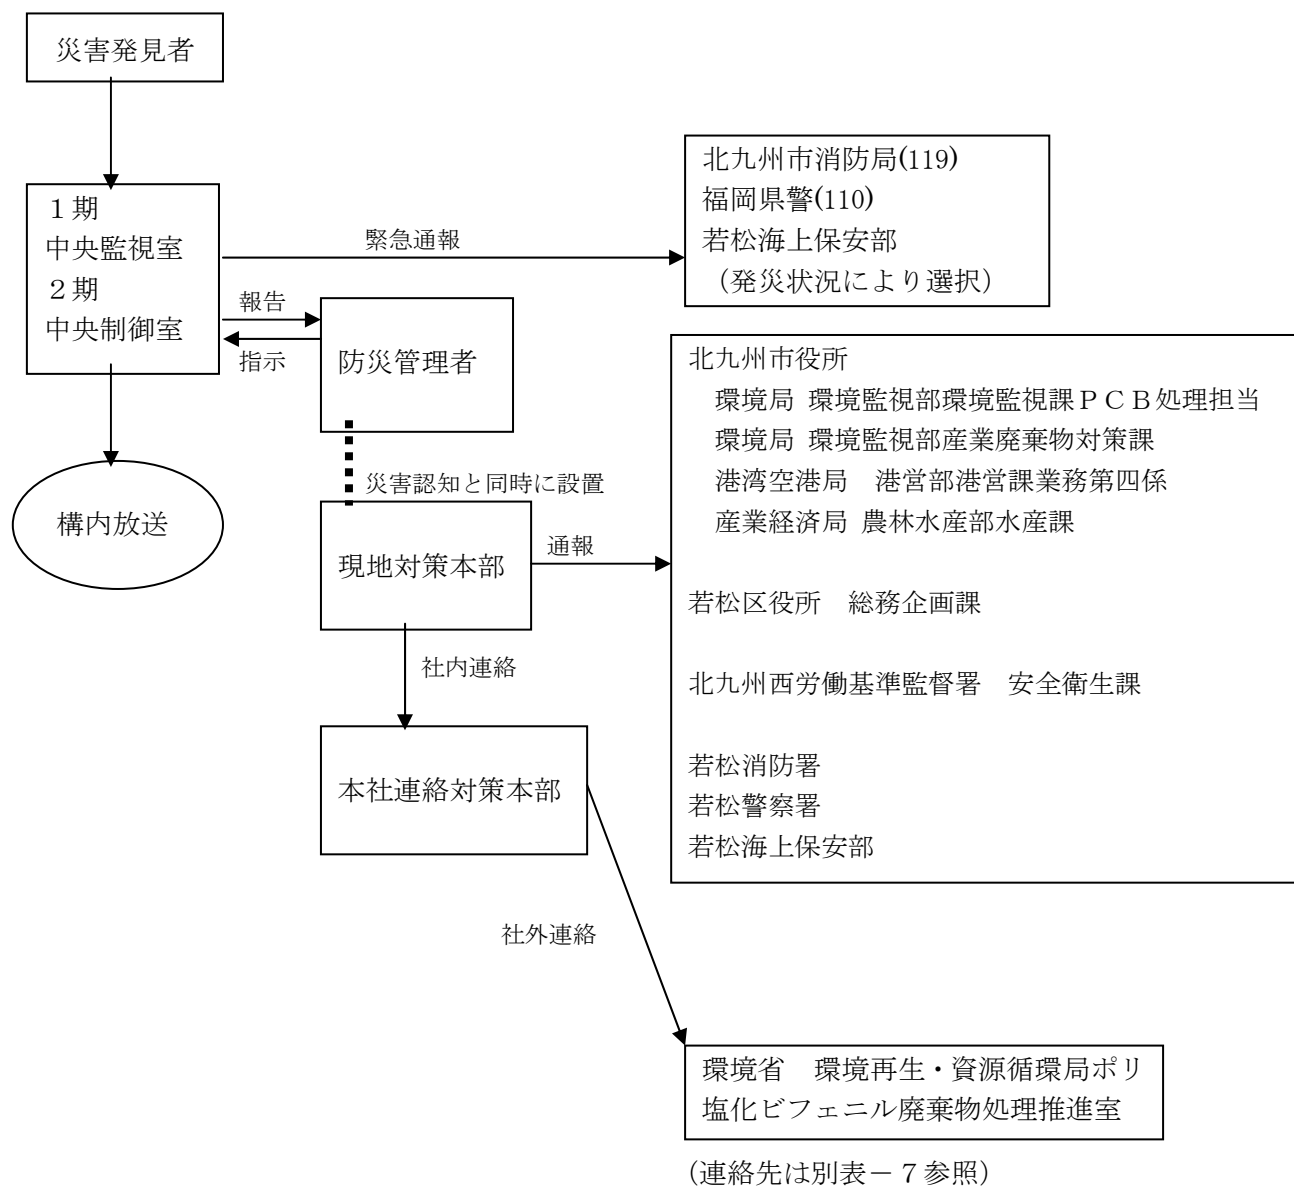 災害発見者
北九州市消防局(119)
福岡県警(110)
若松海上保安部
（発災状況により選択）
１期
中央監視室
２期
中央制御室
緊急通報
報告
指示
防災管理者
北九州市役所
環境局 環境監視部環境監視課ＰＣＢ処理担当
環境局 環境監視部産業廃棄物対策課
港湾空港局　港営部港営課業務第四係
産業経済局 農林水産部水産課
若松区役所　総務企画課
北九州西労働基準監督署　安全衛生課
若松消防署
若松警察署
若松海上保安部
災害認知と同時に設置
構内放送
現地対策本部
通報
社内連絡
本社連絡対策本部
社外連絡
環境省　環境再生・資源循環局ポリ
塩化ビフェニル廃棄物処理推進室
（連絡先は別表－７参照）